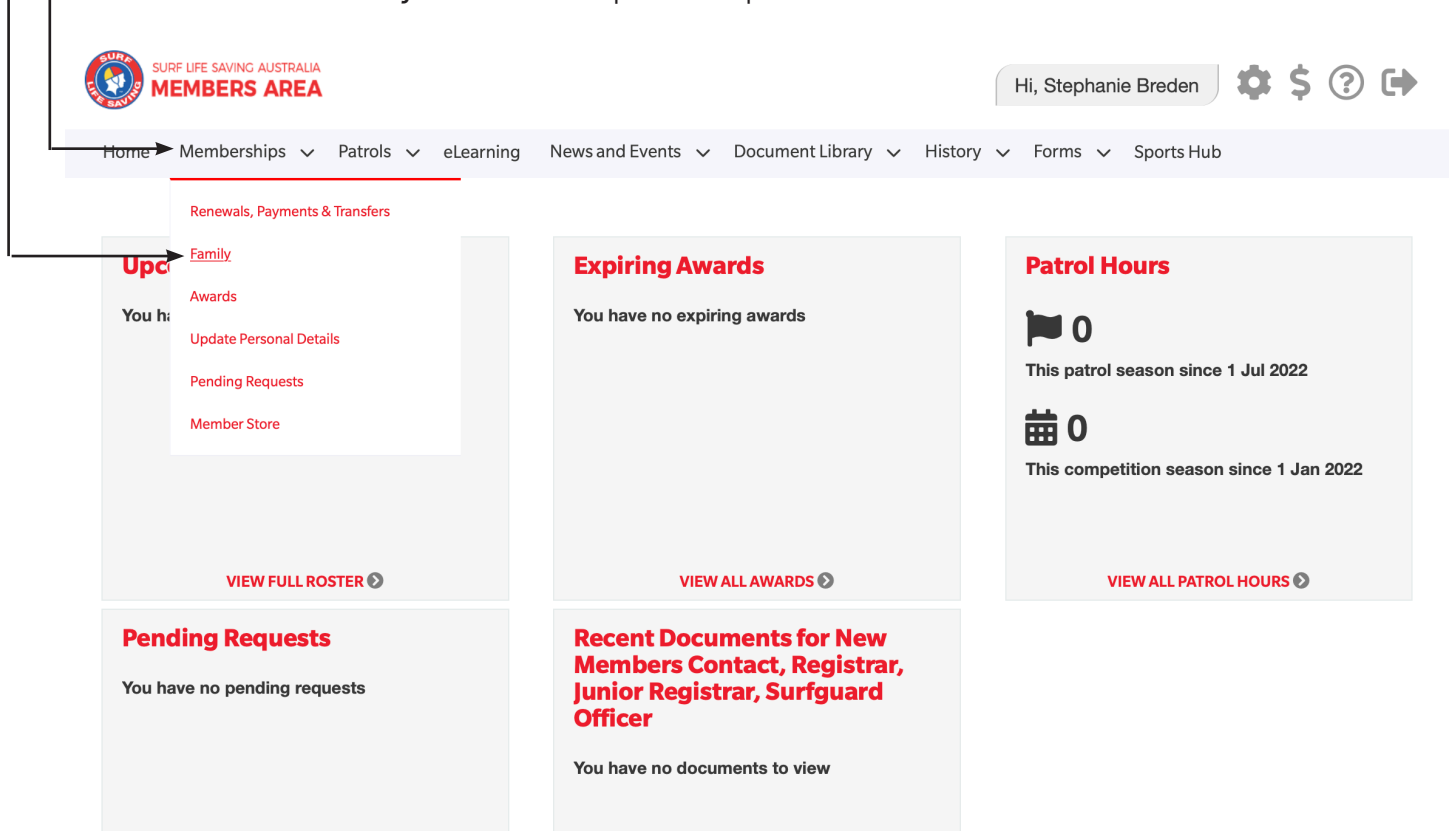 SURF LIFE SAVING
SURF LIFE SAVING AUSTRALIA
MEMBERS AREA
Hi, Stephanie Breden
Home Memberships Patrols eLearning News and Events Document Library History Forms Sports Hub
Renewals, Payments & Transfers
Family
Awards
Update Personal Details
Pending Requests
Member Store
You
VIEW FULL ROSTER
Expiring Awards
You have no expiring awards
VIEW ALL AWARDS
Patrol Hours
0
This patrol season since 1 Jul 2022
0
This competition season since 1 Jan 2022
VIEW ALL PATROL HOURS
Pending Requests
You have no pending requests
Recent Documents for New
Members Contact, Registrar,
Junior Registrar, Surfguard
Officer
You have no documents to view